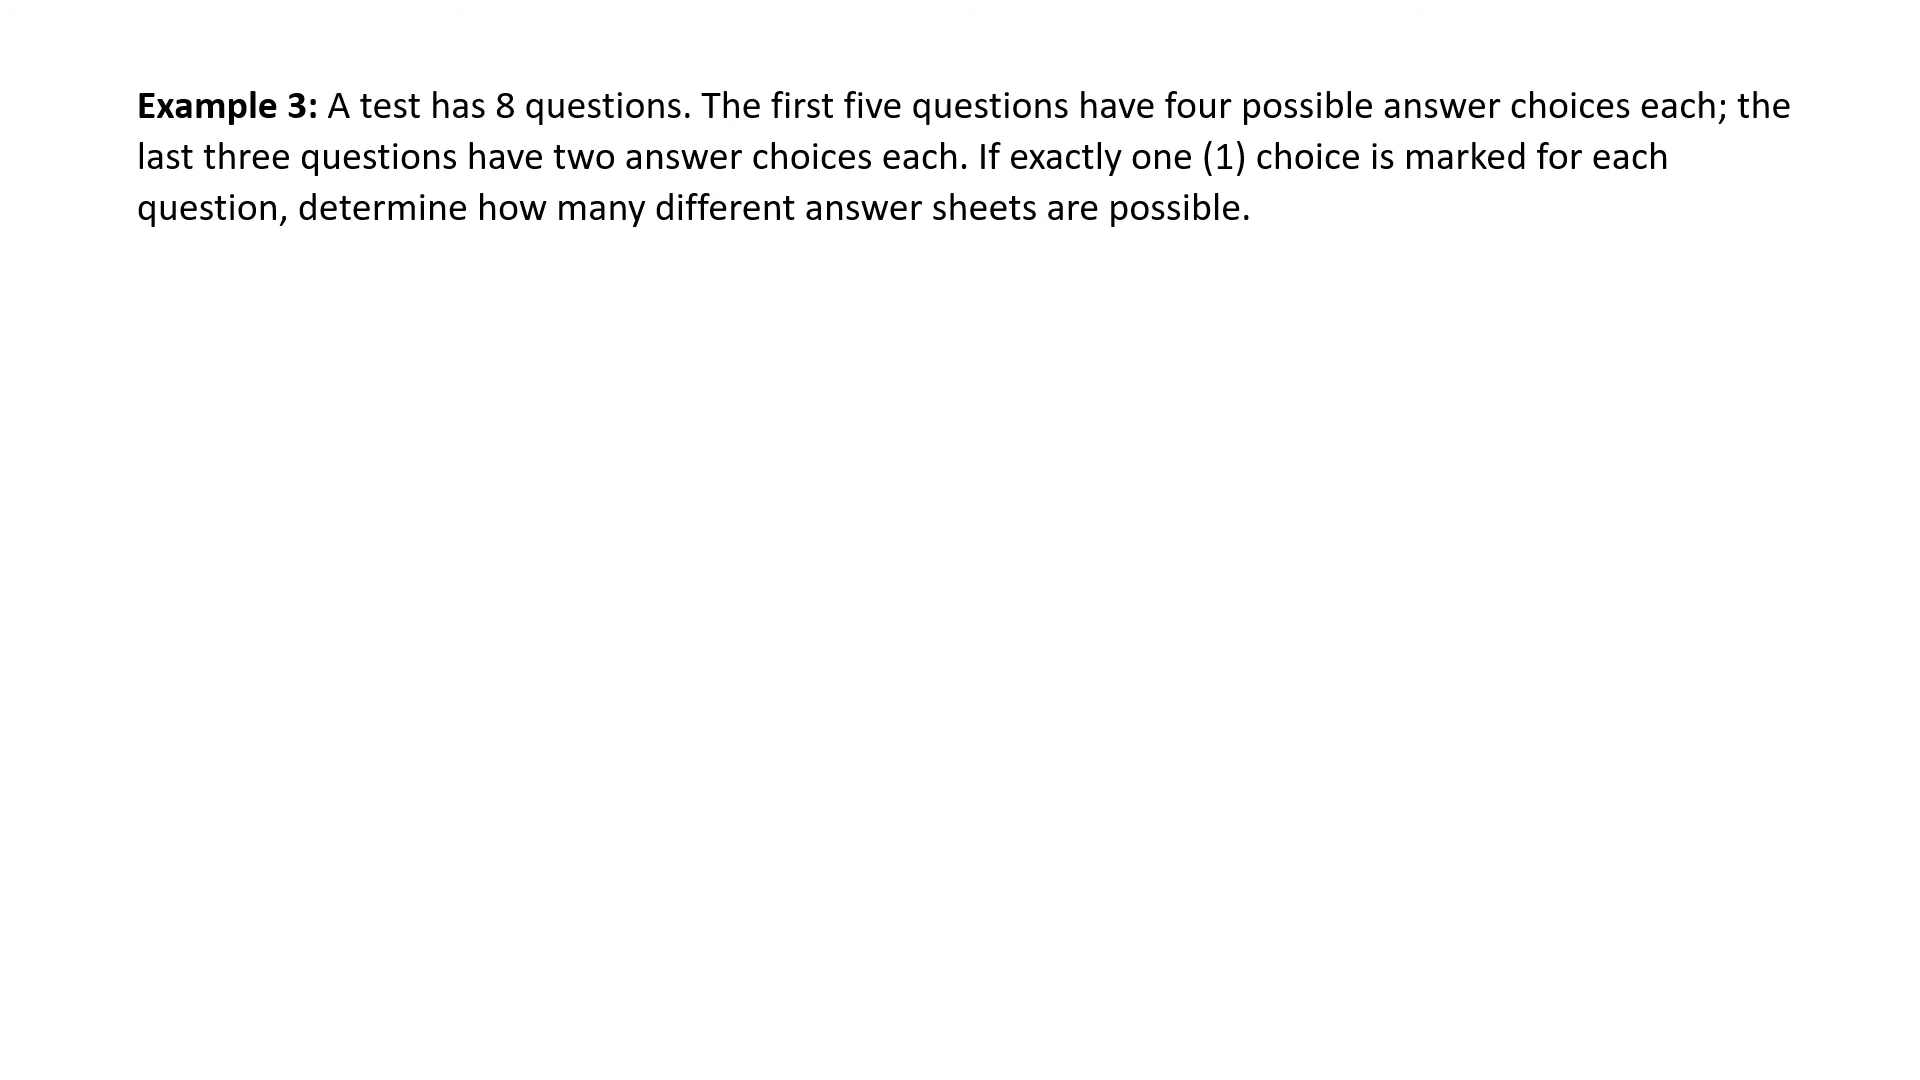 Example 3: A test has 8 questions. The first five questions have four possible answer choices each; the
last three questions have two answer choices each. If exactly one (1) choice is marked for each
question, determine how many different answer sheets are possible.